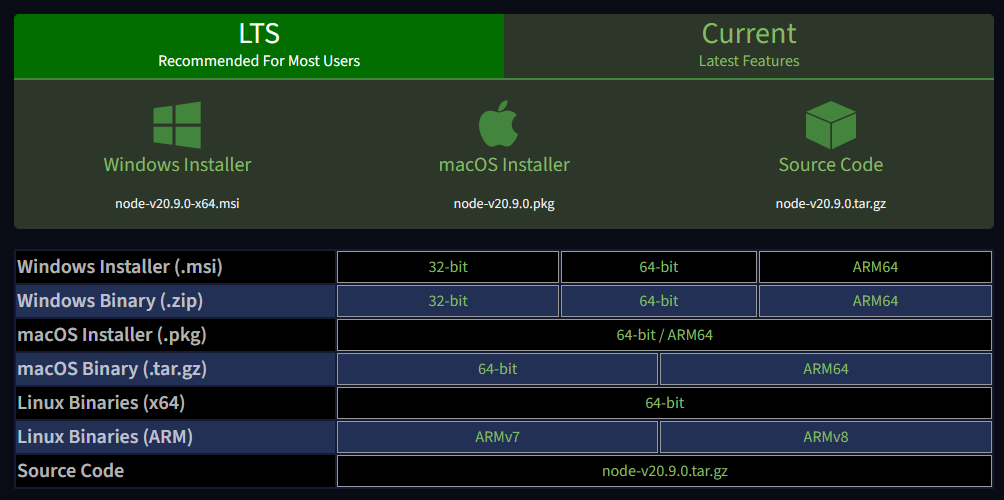 LTS
Recommended For Most Users
Current
Latest Features
Windows Installer
macOS Installer
Source Code
node-v20.9.0-x64.msi
node-v20.9.0.pkg
node-v20.9.0.tar.gz
Windows Installer (.msi) 32-bit 64-bit ARM64
Windows Binary (.zip) 32-bit 64-bit ARM64
macOS Installer (.pkg) 64-bit / ARM64
macOS Binary (.tar.gz) 64-bit ARM64
Linux Binaries (x64) 64-bit
Linux Binaries (ARM) ARMv7 ARMv8
Source Code node-v20.9.0.tar.gz